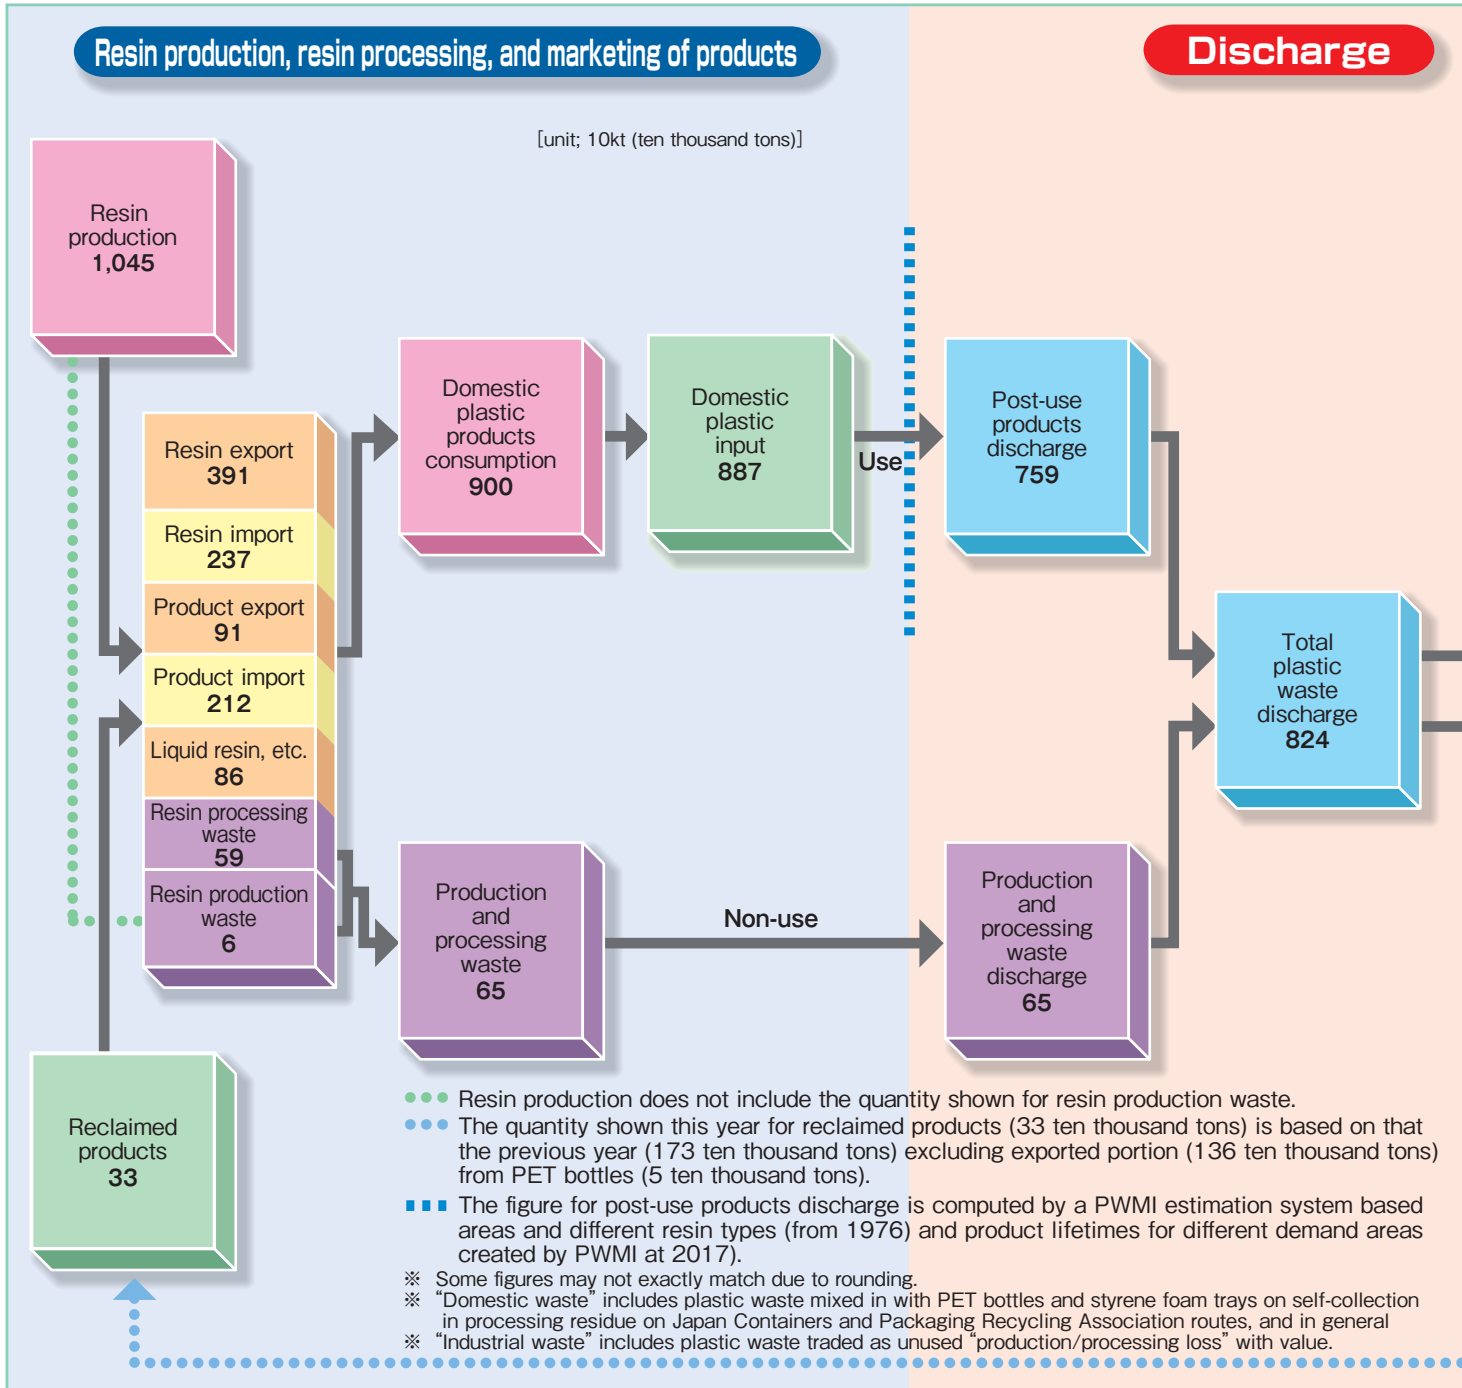 Resin production, resin processing, and marketing of products
Discharge
[unit; 10kt (ten thousand tons)]
Resin
production
1,045
Resin export
391
Resin import
237
Product export
91
Product import
212
Liquid resin, etc.
86
Resin processing
waste
59
Resin production
waste
6
Reclaimed
products
33
Domestic
plastic
products
consumption
900
Domestic
plastic
input
887
Use
Post-use
products
discharge
759
Production
and
processing
waste
65
Non-use
Production
and
processing
waste
discharge
65
Total
plastic
waste
discharge
824
Resin production does not include the quantity shown for resin production waste.
The quantity shown this year for reclaimed products (33 ten thousand tons) is based on that
the previous year (173 ten thousand tons) excluding exported portion (136 ten thousand tons)
from PET bottles (5 ten thousand tons).
The figure for post-use products discharge is computed by a PWMI estimation system based
areas and different resin types (from 1976) and product lifetimes for different demand areas
created by PWMI at 2017).
※ Some figures may not exactly match due to rounding.
※ “Domestic waste” includes plastic waste mixed in with PET bottles and styrene foam trays on self-collection
in processing residue on Japan Containers and Packaging Recycling Association routes, and in general
※ “Industrial waste” includes plastic waste traded as unused “production/processing loss” with value.